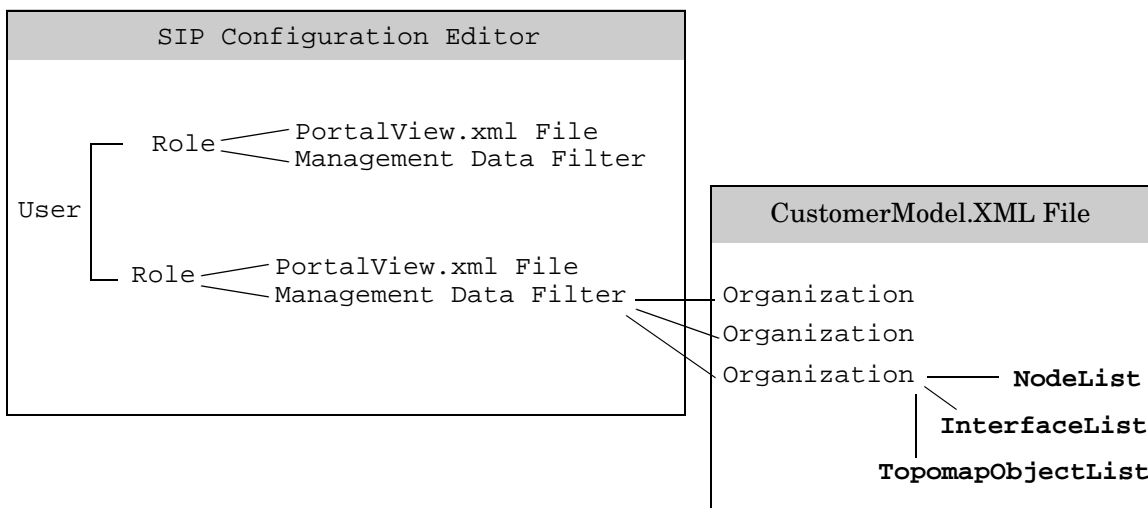 SIP Configuration Editor
Role
PortalView.xml File
Management Data Filter
User
Role
PortalView.xml File
Management Data Filter
CustomerModel.XML File
Organization
Organization
Organization
NodeList
InterfaceList
TopomapObjectList